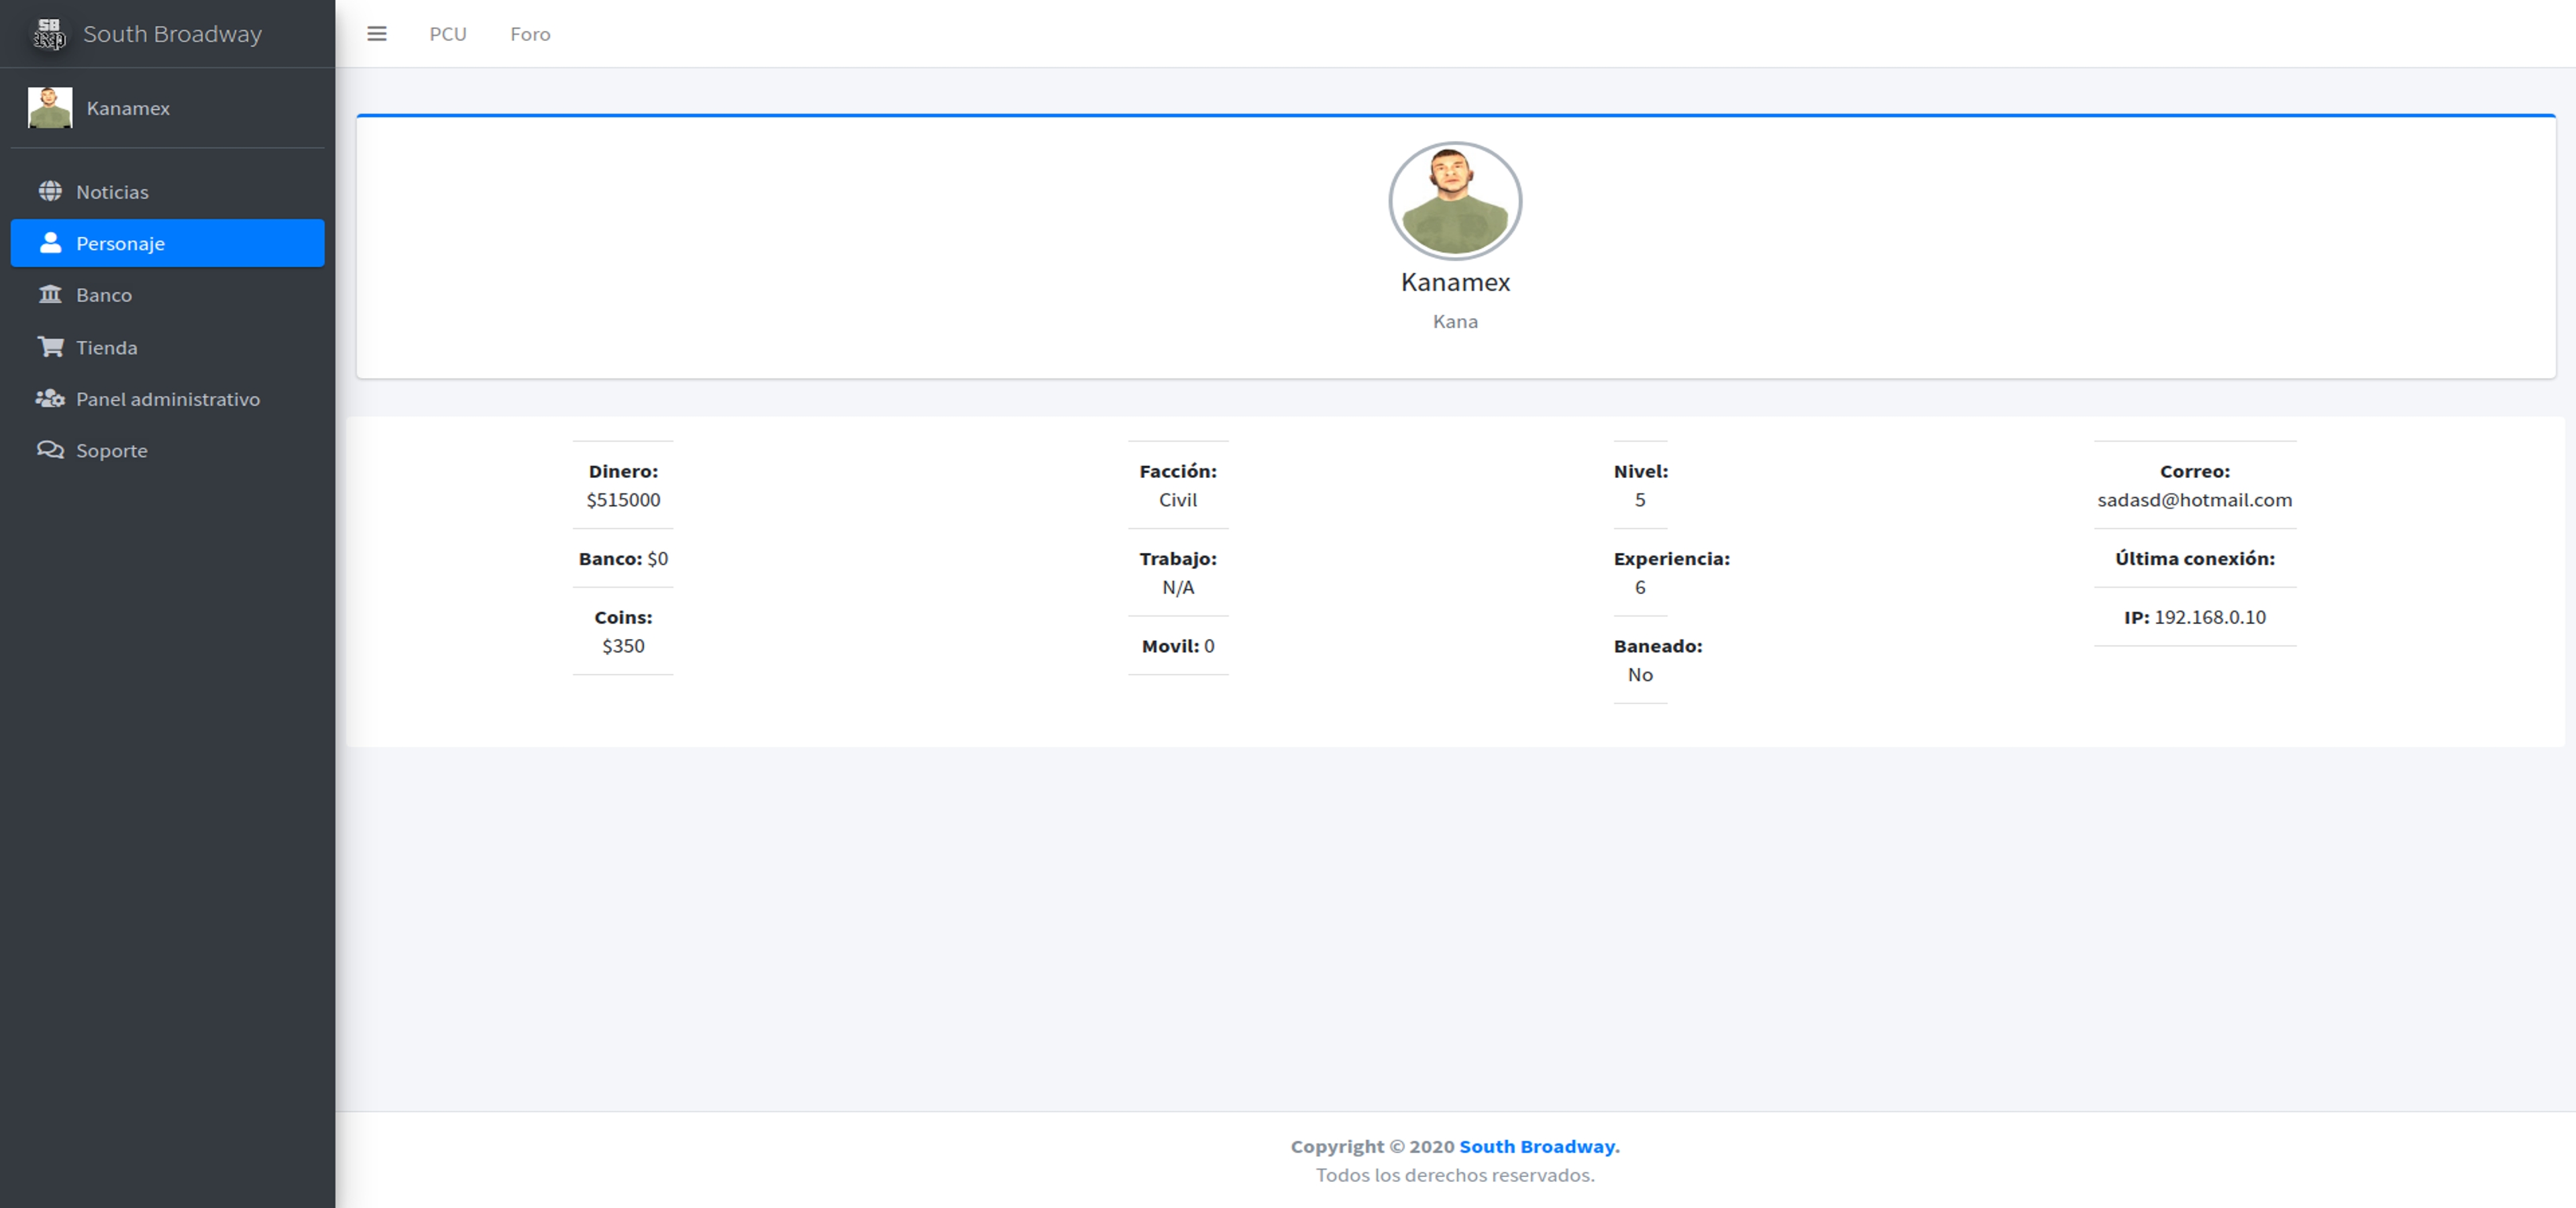 SB
Rp
South Broadway
PCU
Foro
Kanamex
Noticias
Personaje
Banco
Tienda
Panel administrativo
Soporte
Kanamex
Kana
Dinero:
$515000
Banco: $0
Coins:
$350
Facción:
Civil
Trabajo:
N/A
Movil: 0
Nivel:
5
Experiencia:
6
Baneado:
No
Correo:
sadasd@hotmail.com
Última conexión:
IP: 192.168.0.10
Copyright © 2020 South Broadway.
Todos los derechos reservados.